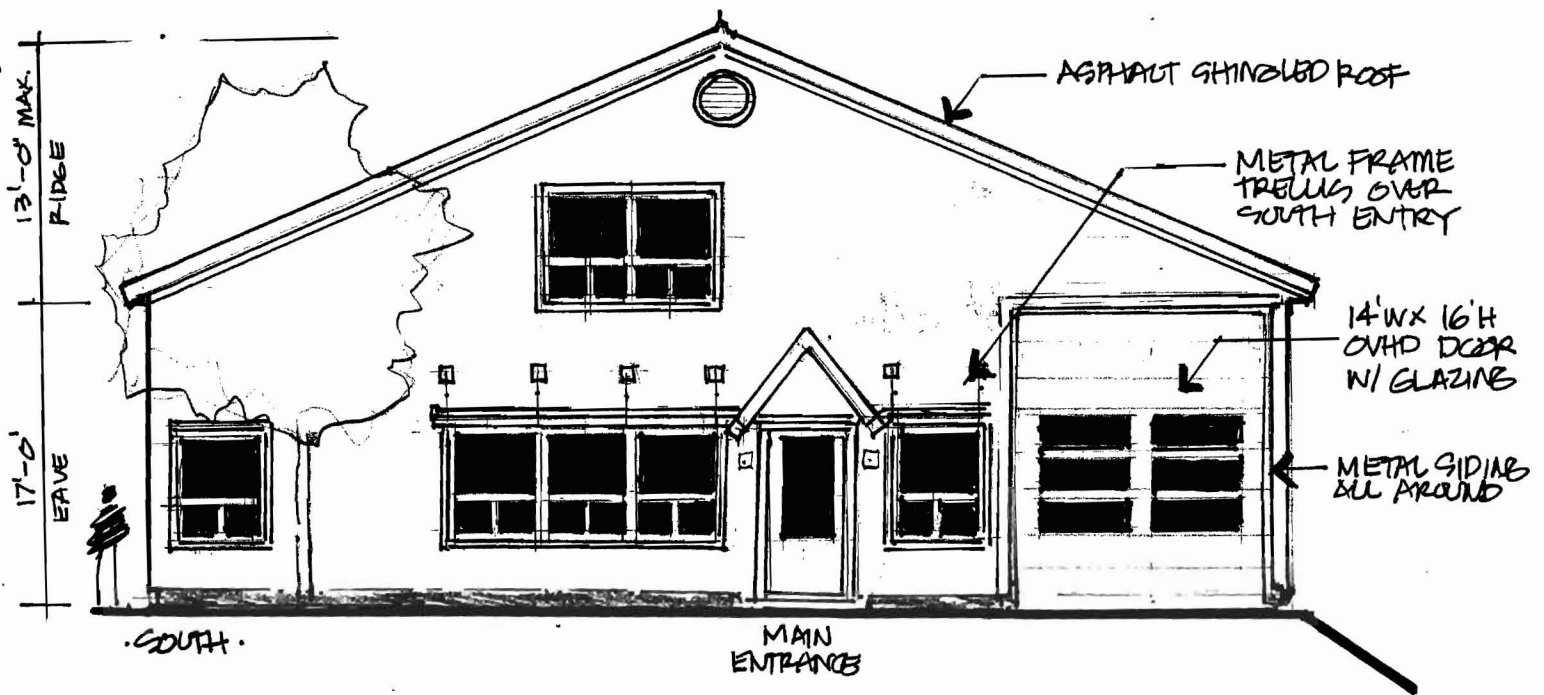 13'-0" MAX.
RIDGE
17'-0"
EAVE
ASPHALT SHINGLED ROOF
METAL FRAME
TRELLIS OVER
SOUTH ENTRY
14'W X 16'H
OVHD DOOR
W/ GLAZING
METAL SIDING
ALL AROUND
·SOUTH·
MAIN
ENTRANCE